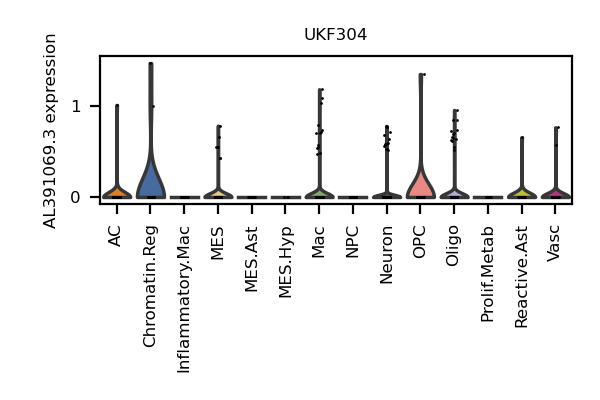 UKF304
AL391069.3 expression
1
0
AC
Chromatin.Reg
Inflammatory.Mac
MES
MES.Ast
MES.Hyp
Mac
NPC
Neuron
OPC
Oligo
Prolif.Metab
Reactive.Ast
Vasc